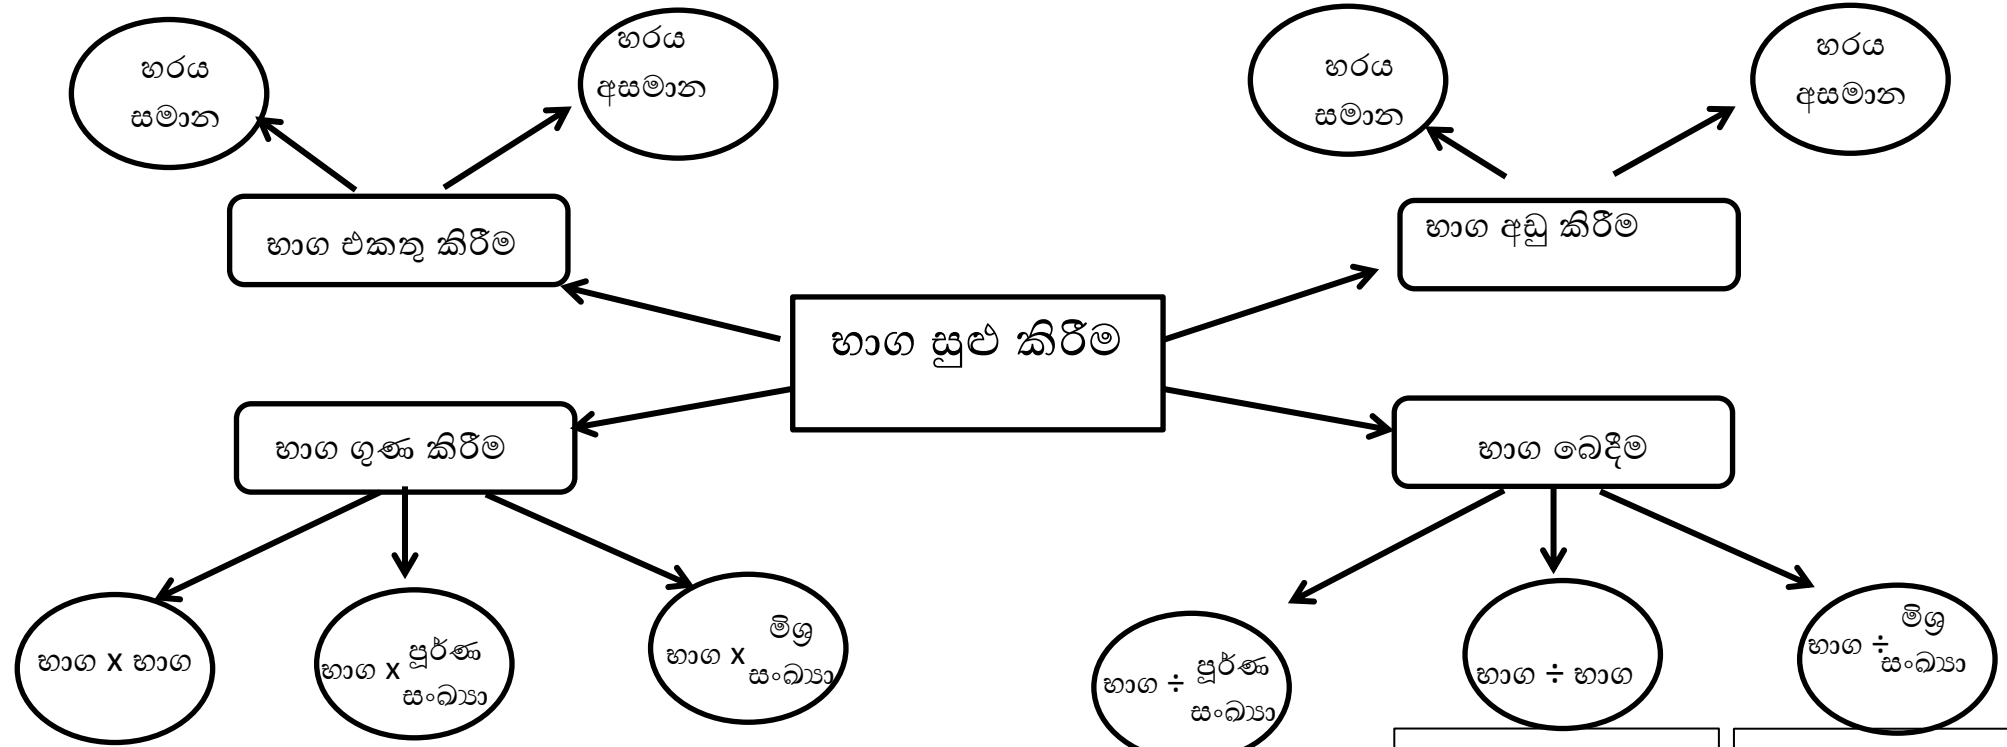 හරය
සමාන
හරය
අසමාන
හරය
සමාන
හරය
අසමාන
භාග එකතු කිරීම
භාග අඩු කිරීම
භාග සුළු කිරීම
භාග ගුණ කිරීම
භාග බෙදීම
භාග x භාග
භාග x පූර්ණ
සංඛ්‍යා
භාග x මිශ්‍ර
සංඛ්‍යා
භාග ÷ පූර්ණ
සංඛ්‍යා
භාග ÷ භාග
භාග ÷ මිශ්‍ර
සංඛ්‍යා